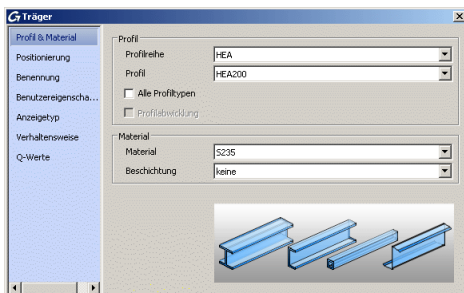 Träger
Profil & Material
Positionierung
Benennung
Benutzereigenscha...
Anzeigetyp
Verhaltensweise
Q-Werte
Profil
Profilreihe HEA
Profil HEA200
Alle Profiltypen
Profilabwicklung
Material
Material S235
Beschichtung keine